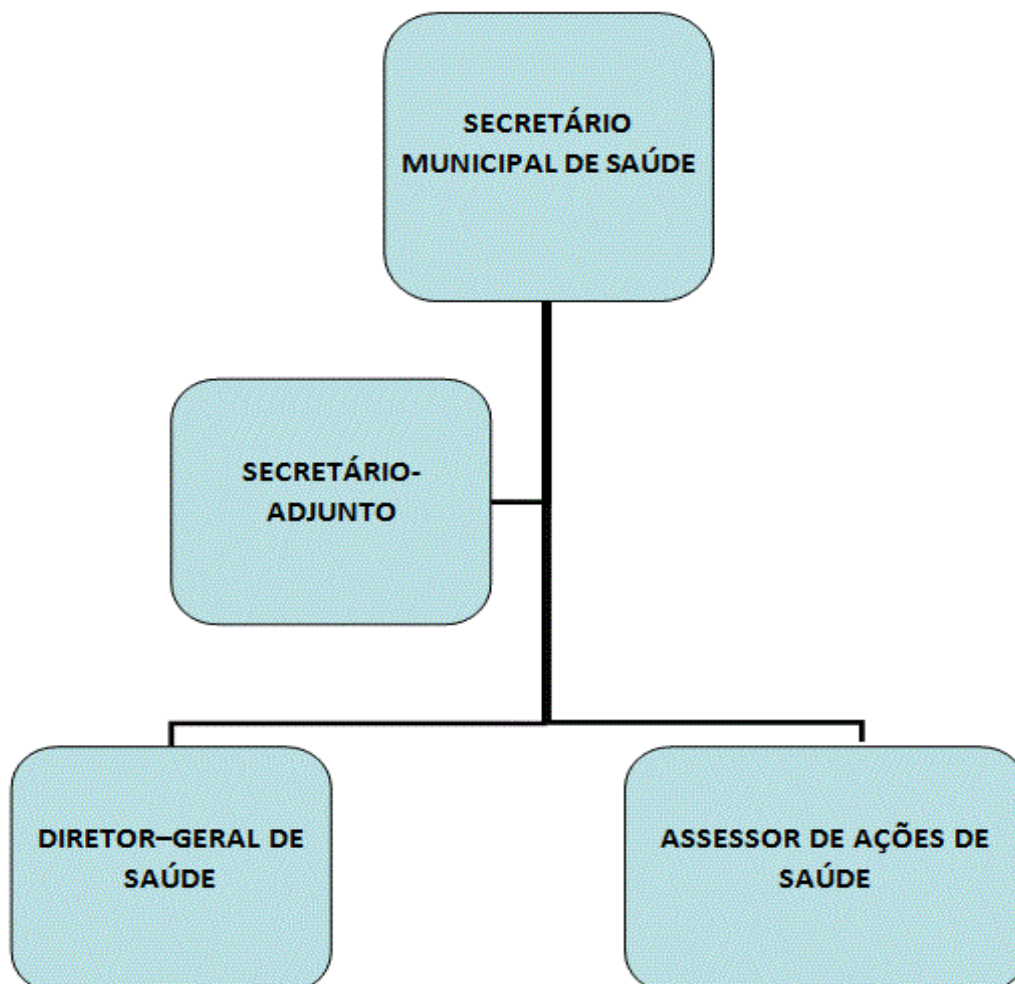 SECRETÁRIO
MUNICIPAL DE SAÚDE
SECRETÁRIO-
ADJUNTO
DIRETOR–GERAL DE
SAÚDE
ASSESSOR DE AÇÕES DE
SAÚDE